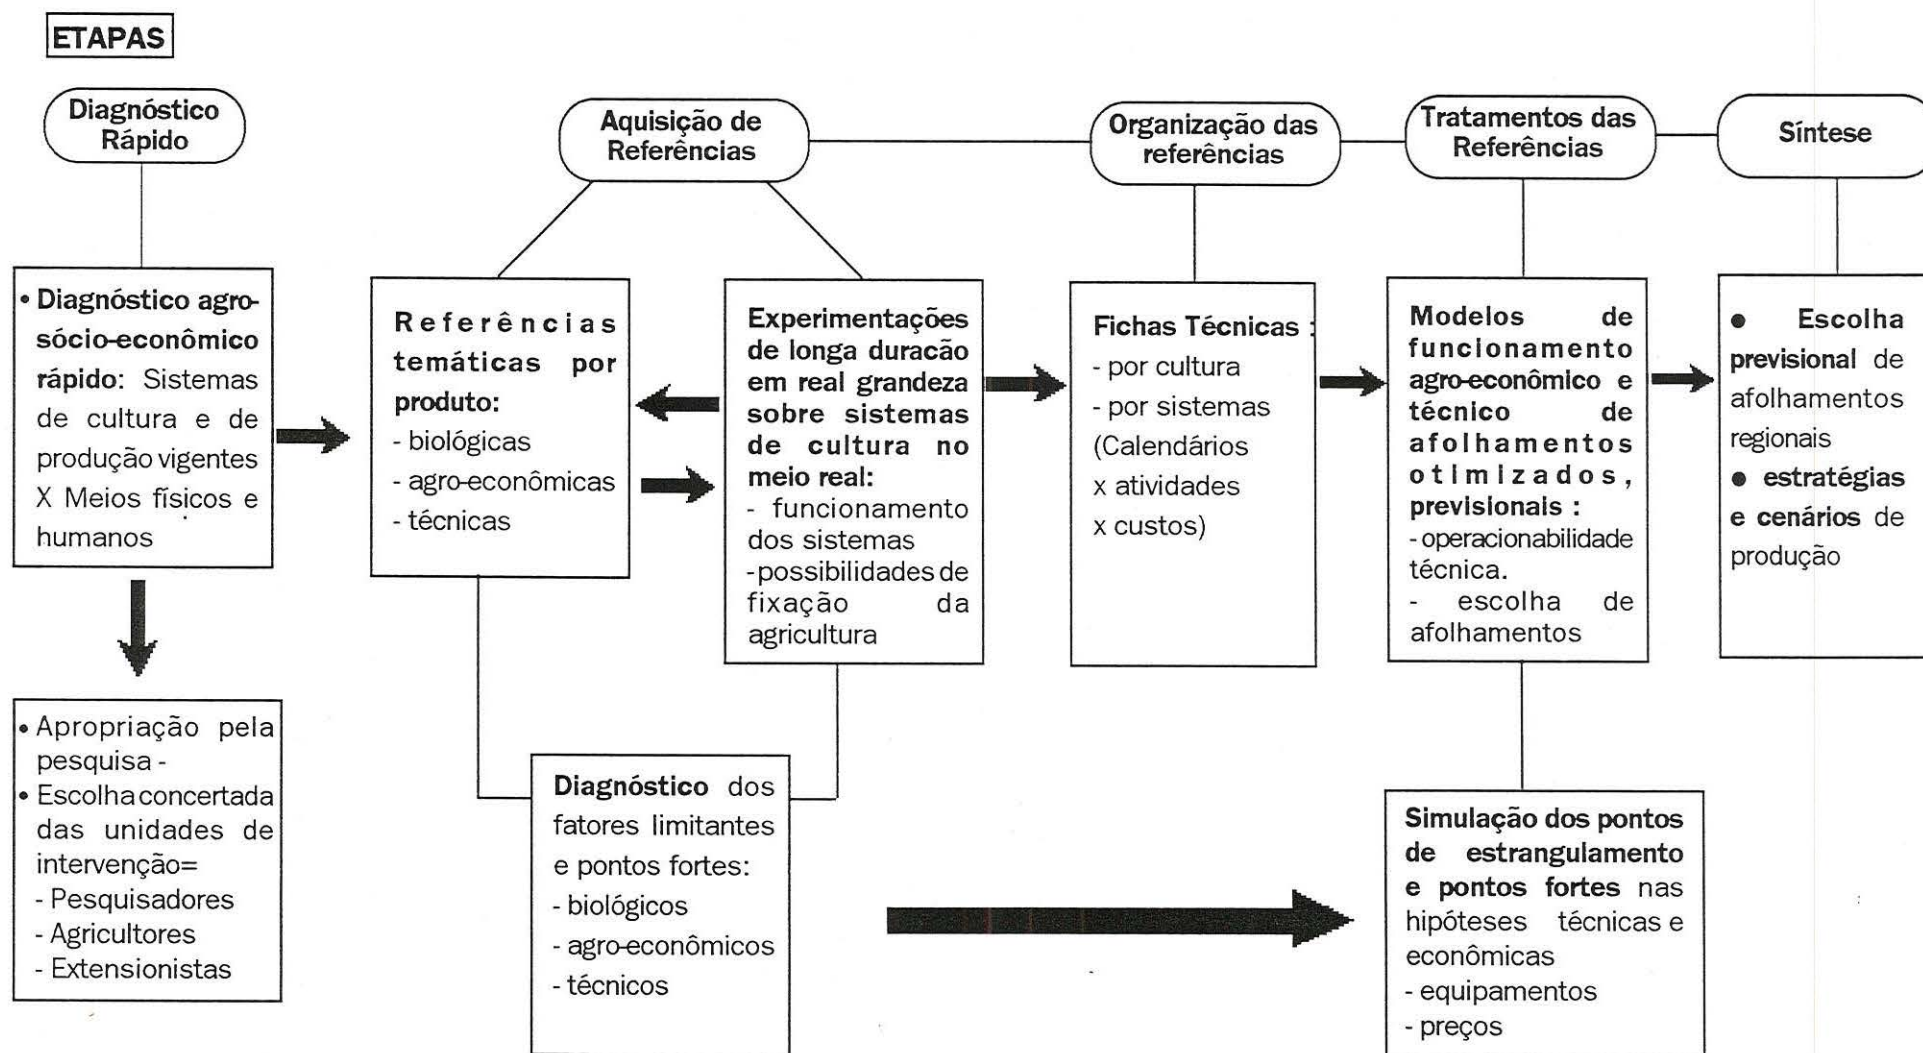 ETAPAS
Diagnóstico
Rápido
Aquisição de
Referências
Organização das
referências
Tratamentos das
Referências
Síntese
• Diagnóstico agro-
sócio-econômico
rápido: Sistemas
de cultura e de
produção vigentes
X Meios físicos e
humanos
Referências
temáticas por
produto:
- biológicas
- agro-econômicas
- técnicas
Experimentações
de longa duracão
em real grandeza
sobre sistemas
de cultura no
meio real:
- funcionamento
dos sistemas
-possibilidades de
fixação da
agricultura
Fichas Técnicas :
- por cultura
- por sistemas
(Calendários
x atividades
x custos)
Modelos de
funcionamento
agro-econômico e
técnico de
afolhamentos
otimizados,
previsionais :
- operacionabilidade
técnica.
- escolha de
afolhamentos
● Escolha
previsional de
afolhamentos
regionais
● estratégias
e cenários de
produção
• Apropriação pela
pesquisa -
• Escolha concertada
das unidades de
intervenção=
- Pesquisadores
- Agricultores
- Extensionistas
Diagnóstico dos
fatores limitantes
e pontos fortes:
- biológicos
- agro-econômicos
- técnicos
Simulação dos pontos
de estrangulamento
e pontos fortes nas
hipóteses técnicas e
econômicas
- equipamentos
- preços